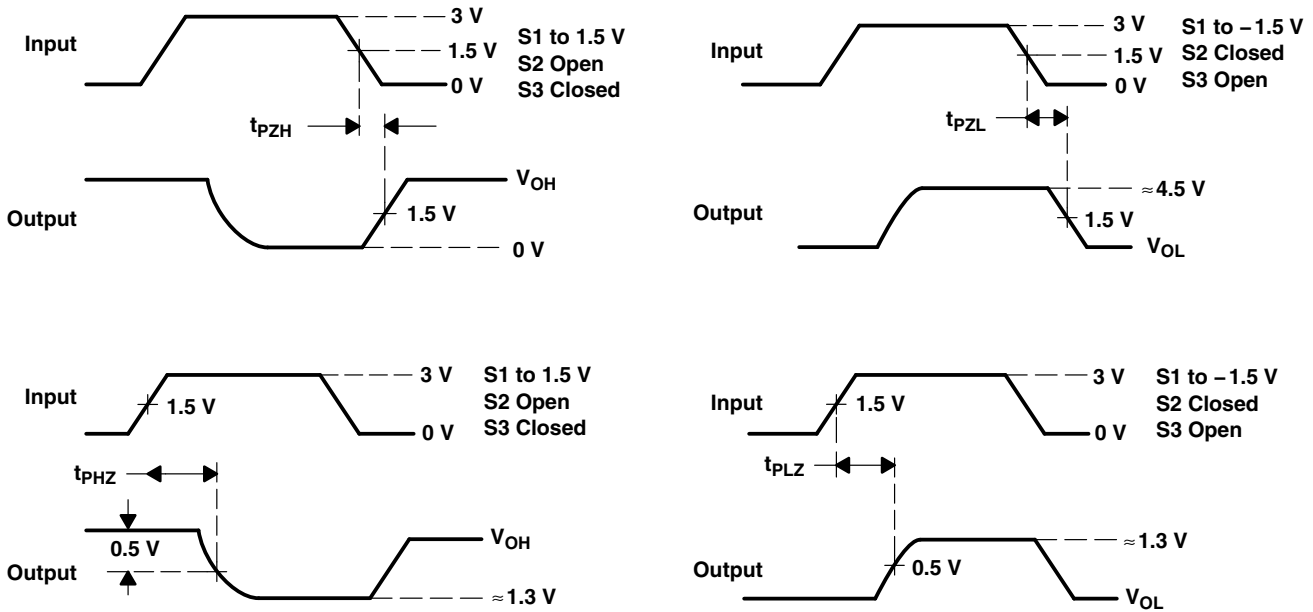 Input
3 V
1.5 V
0 V
S1 to 1.5 V
S2 Open
S3 Closed
tPZH
Output
VOH
1.5 V
0 V
Input
3 V
1.5 V
0 V
S1 to −1.5 V
S2 Closed
S3 Open
tPZL
Output
≈4.5 V
1.5 V
VOL
Input
1.5 V
3 V
0 V
S1 to 1.5 V
S2 Open
S3 Closed
tPHZ
0.5 V
Output
VOH
≈1.3 V
Input
1.5 V
3 V
0 V
S1 to −1.5 V
S2 Closed
S3 Open
tPLZ
Output
≈1.3 V
0.5 V
VOL